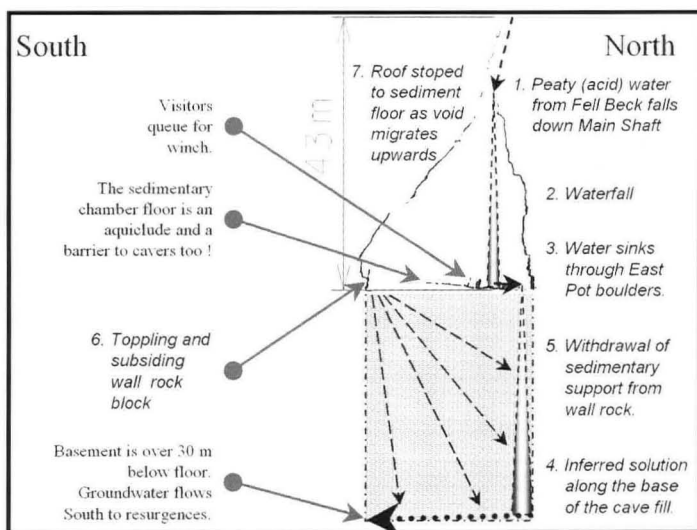 South
North
43 m
7. Roof stoped
to sediment
floor as void
migrates
upwards
1. Peaty (acid) water
from Fell Beck falls
down Main Shaft
Visitors
queue for
winch.
The sedimentary
chamber floor is an
aquiclude and a
barrier to cavers too !
2. Waterfall
3. Water sinks
through East
Pot boulders.
6. Toppling and
subsiding
wall rock
block
5. Withdrawal of
sedimentary
support from
wall rock.
Basement is over 30 m
below floor.
Groundwater flows
South to resurgences.
4. Inferred solution
along the base
of the cave fill.